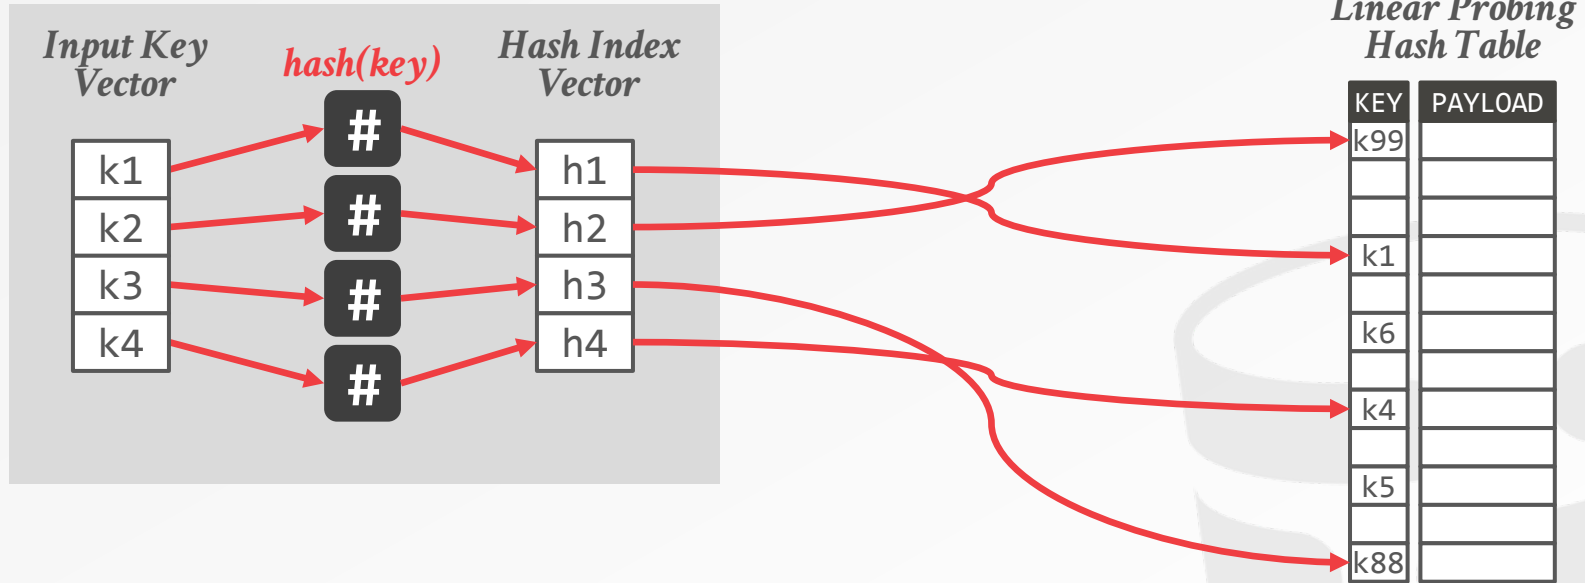 Input Key
Vector
hash(key)
Hash Index
Vector
Linear Probing
Hash Table
k1
k2
k3
k4
#
#
#
#
h1
h2
h3
h4
KEY PAYLOAD
k99
k1
k6
k4
k5
k88